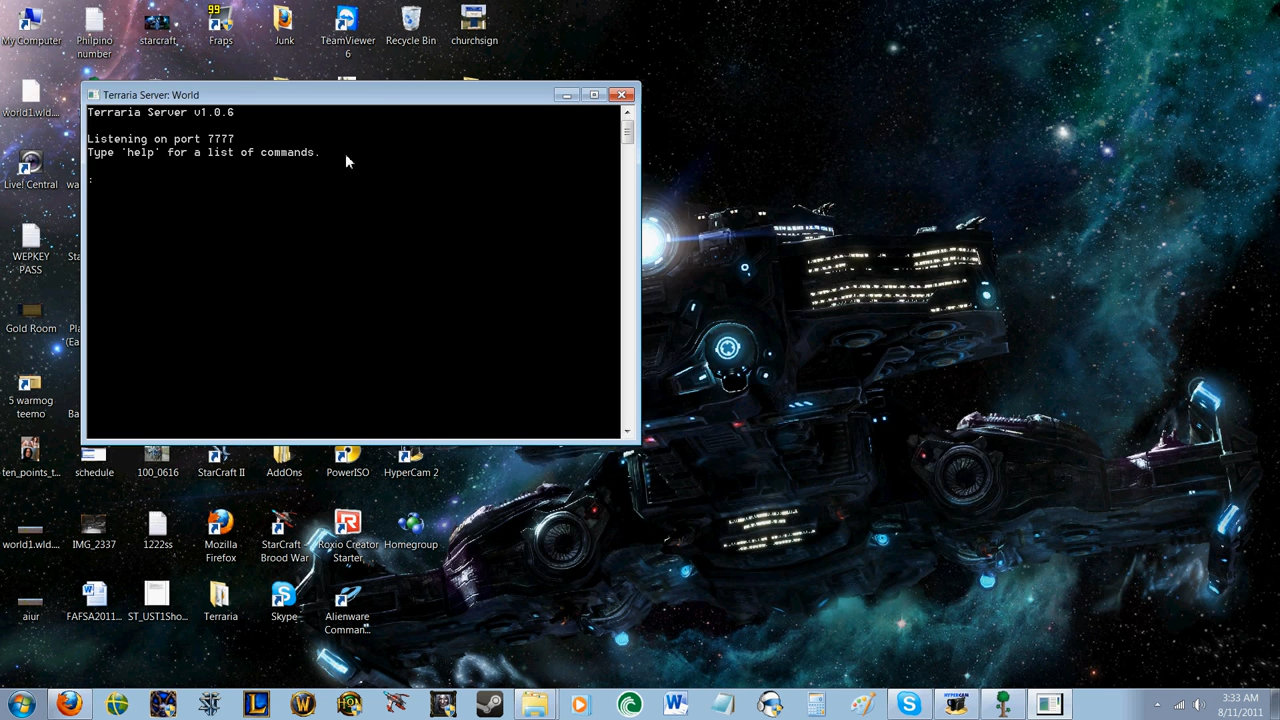 99
My Computer
Philpino
number
starcraft
Fraps
Junk
TeamViewer
6
Recycle Bin
churchsign
Terraria Server: World
Terraria Server v1.0.6
Listening on port 7777
Type 'help' for a list of commands.
:
world1.wld...
Live! Central
WEPKEY
PASS
Gold Room
5 warmog
teemo
ten_points_t...
schedule
100_0616
StarCraft II
AddOns
PowerISO
HyperCam 2
world1.wld....
IMG_2337
1222ss
Mozilla
Firefox
StarCraft -
Brood War
Roxio Creator
Starter
Homegroup
aiur
FAFSA2011...
ST_UST1Sho...
Terraria
Skype
Alienware
Comman...
3:33 AM
8/11/2011